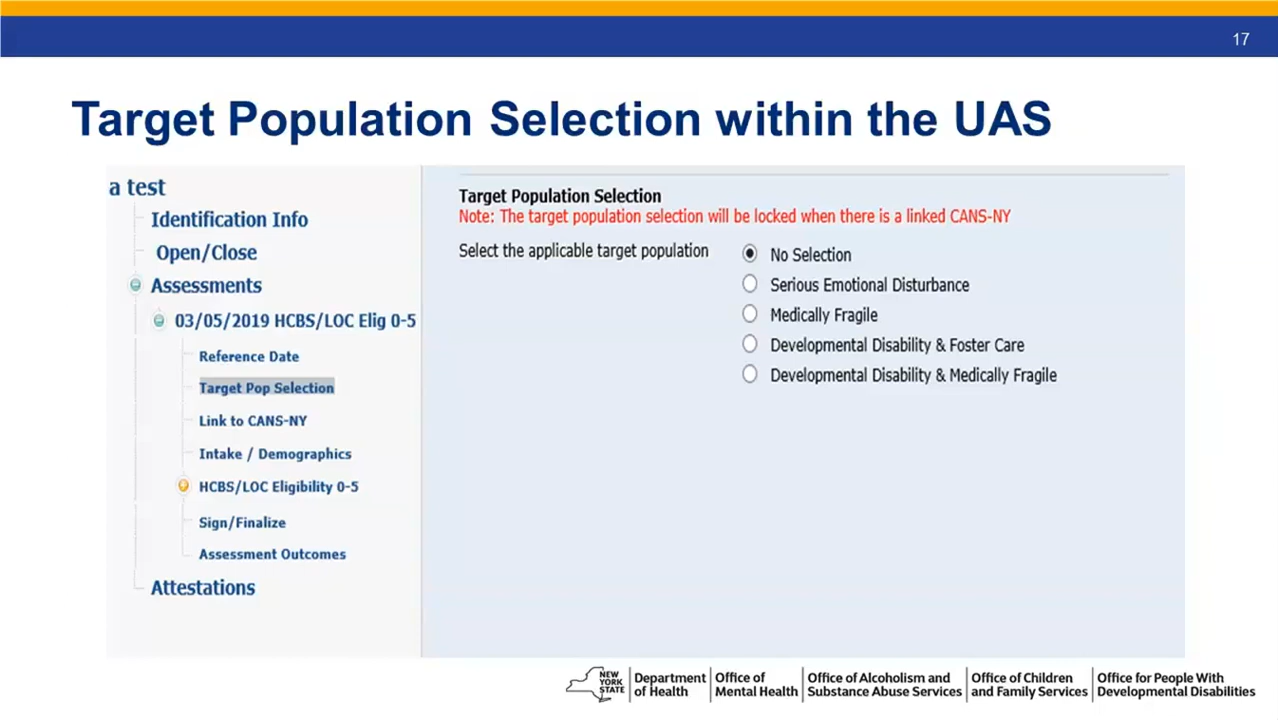 17
Target Population Selection within the UAS
a test
Identification Info
Open/Close
Assessments
03/05/2019 HCBS/LOC Elig 0-5
Reference Date
Target Pop Selection
Link to CANS-NY
Intake / Demographics
HCBS/LOC Eligibility 0-5
Sign/Finalize
Assessment Outcomes
Attestations
Target Population Selection
Note: The target population selection will be locked when there is a linked CANS-NY
Select the applicable target population
No Selection
Serious Emotional Disturbance
Medically Fragile
Developmental Disability & Foster Care
Developmental Disability & Medically Fragile
NEW
YORK
STATE
Department
of Health
Office of
Mental Health
Office of Alcoholism and
Substance Abuse Services
Office of Children
and Family Services
Office for People With
Developmental Disabilities